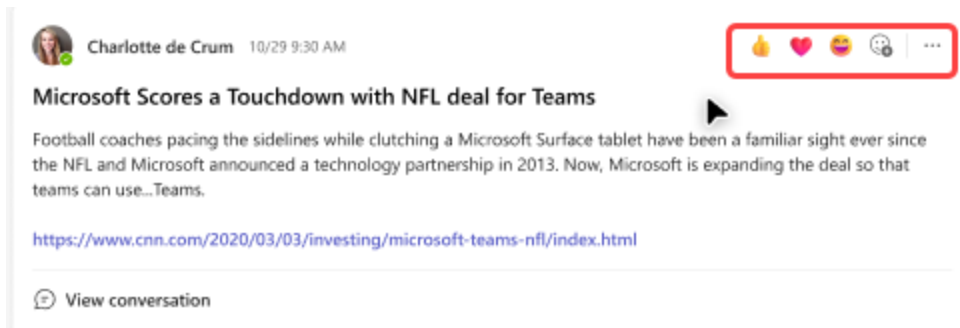 Charlotte de Crum 10/29 9:30 AM
Microsoft Scores a Touchdown with NFL deal for Teams
Football coaches pacing the sidelines while clutching a Microsoft Surface tablet have been a familiar sight ever since
the NFL and Microsoft announced a technology partnership in 2013. Now, Microsoft is expanding the deal so that
teams can use...Teams.
https://www.cnn.com/2020/03/03/investing/microsoft-teams-nfl/index.html
View conversation